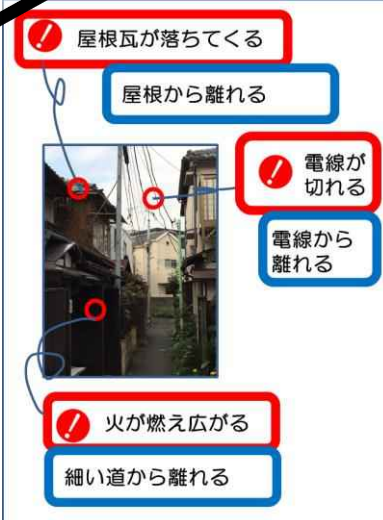 屋根瓦が落ちてくる
屋根から離れる
電線が
切れる
電線から
離れる
火が燃え広がる
細い道から離れる